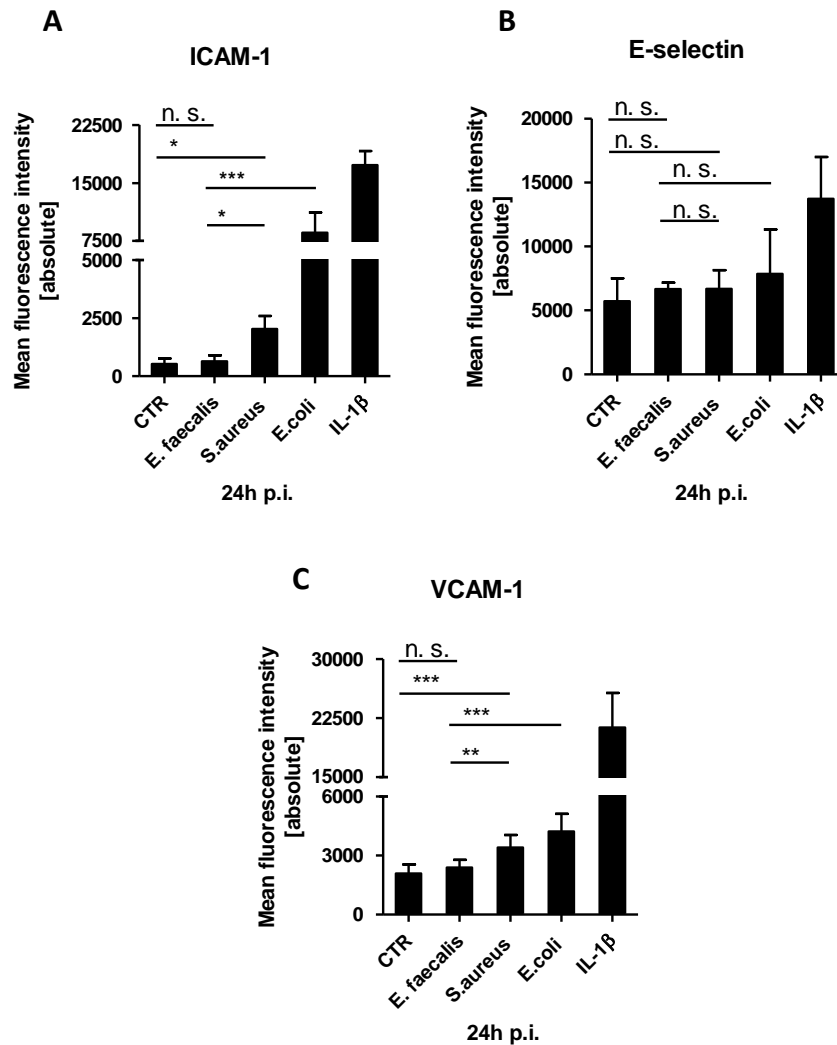 A
ICAM-1
Mean fluorescence intensity
[absolute]
22500
15000
7500
5000
2500
0
n. s.
*
***
*
CTR
E. faecalis
S.aureus
E.coli
IL-1β
24h p.i.
B
E-selectin
Mean fluorescence intensity
[absolute]
20000
15000
10000
5000
0
n. s.
n. s.
n. s.
n. s.
CTR
E. faecalis
S.aureus
E.coli
IL-1β
24h p.i.
C
VCAM-1
Mean fluorescence intensity
[absolute]
30000
22500
15000
6000
3000
0
n. s.
***
***
**
CTR
E. faecalis
S.aureus
E.coli
IL-1β
24h p.i.